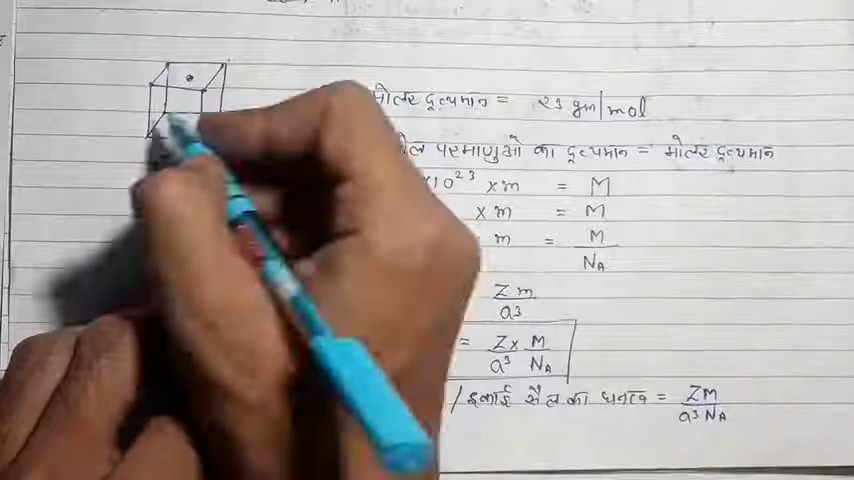 मोलर द्रव्यमान = 23 gm/mol
परमाणुओ का द्रव्यमान = मोलर द्रव्यमान
×10²³ × m = M
× m = M
m = M/NA
Zm/a³
= Z×M/a³ NA
/ इकाई सैल का घनत्व = ZM/a³NA